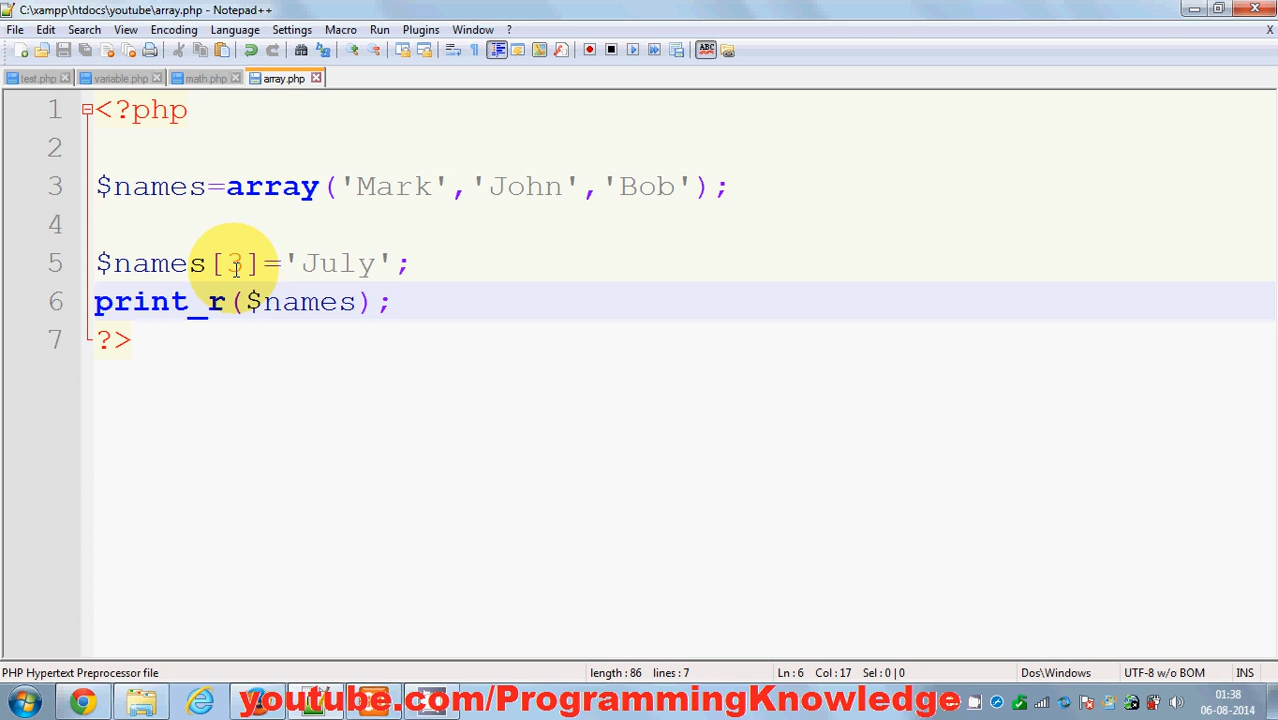 C:\xampp\htdocs\youtube\array.php - Notepad++
File Edit Search View Encoding Language Settings Macro Run Plugins Window ? X
ABC
test.php variable.php math.php array.php
1 <?php
2
3 $names=array('Mark','John','Bob');
4
5 $names[3]='July';
6 print_r($names);
7 ?>
PHP Hypertext Preprocessor file length : 86 lines : 7 Ln : 6 Col : 17 Sel : 0 | 0 Dos\Windows UTF-8 w/o BOM INS
youtube.com/ProgrammingKnowledge
01:38
06-08-2014